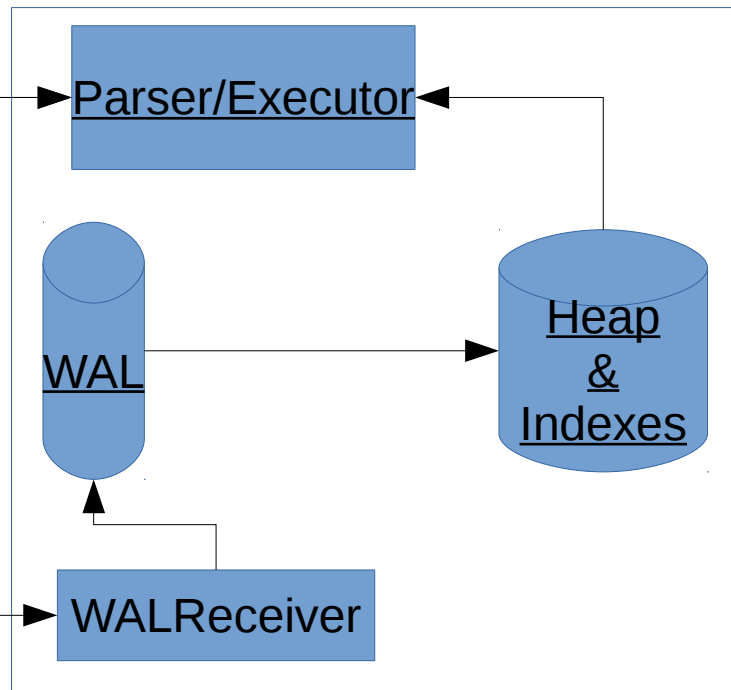 Parser/Executor
WAL
Heap
&
Indexes
WALReceiver